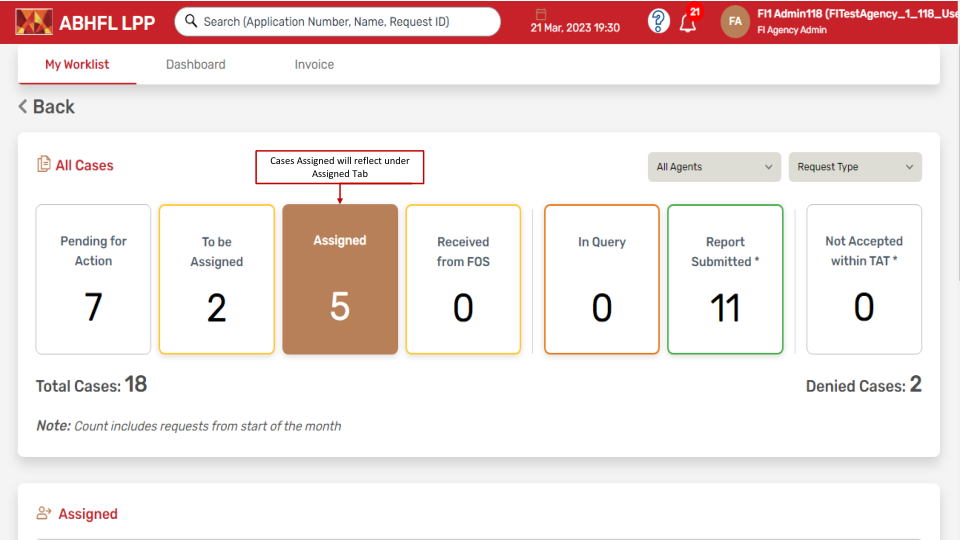 ABHFL LPP
Search (Application Number, Name, Request ID)
21 Mar, 2023 19:30
?
21
FA
FI1 Admin118 (FITestAgency_1_118_Use
FI Agency Admin
My Worklist
Dashboard
Invoice
Back
All Cases
Cases Assigned will reflect under
Assigned Tab
All Agents
Request Type
Pending for
Action
7
To be
Assigned
2
Assigned
5
Received
from FOS
0
In Query
0
Report
Submitted *
11
Not Accepted
within TAT *
0
Total Cases: 18
Denied Cases: 2
Note: Count includes requests from start of the month
Assigned